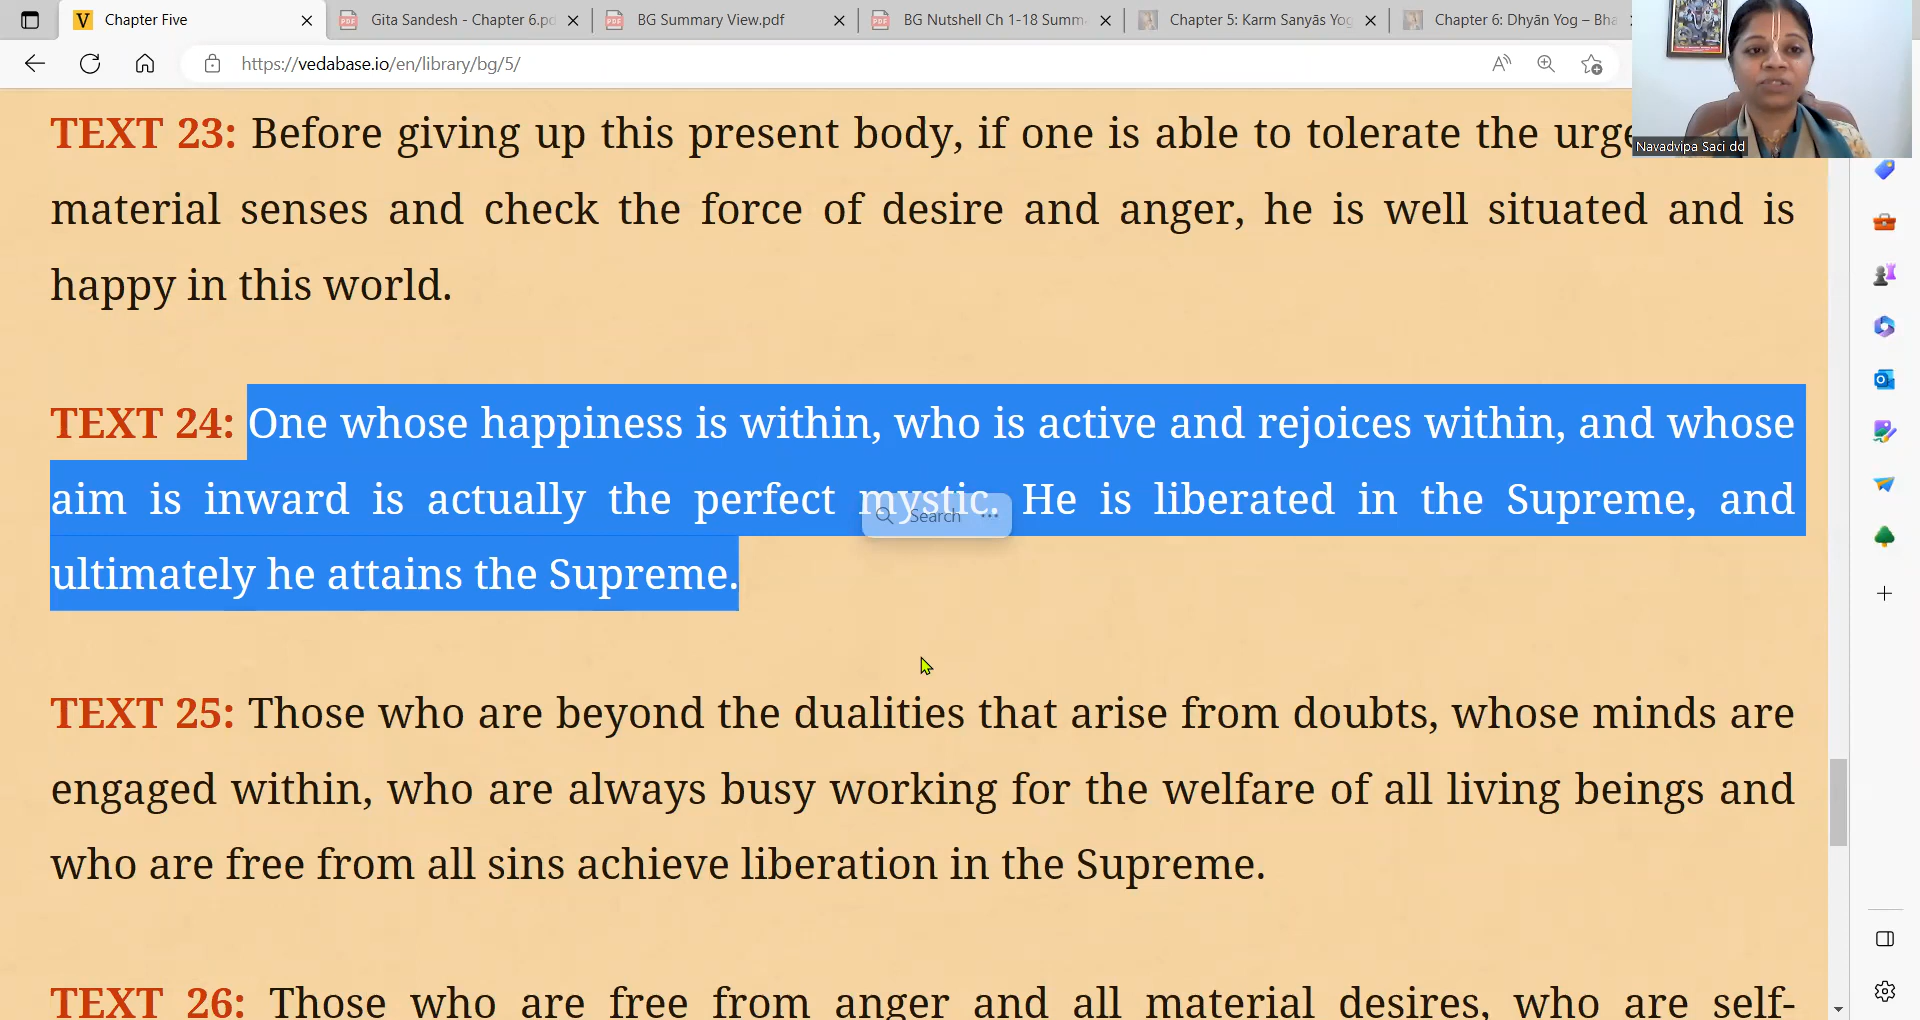 Chapter Five
Gita Sandesh - Chapter 6.pd
BG Summary View.pdf
BG Nutshell Ch 1-18 Summ
Chapter 5: Karm Sanyās Yog
Chapter 6: Dhyān Yog – Bha
https://vedabase.io/en/library/bg/5/
Navadvipa Saci dd
TEXT 23: Before giving up this present body, if one is able to tolerate the urge
material senses and check the force of desire and anger, he is well situated and is
happy in this world.
TEXT 24: One whose happiness is within, who is active and rejoices within, and whose
aim is inward is actually the perfect mystic. He is liberated in the Supreme, and
Search
ultimately he attains the Supreme.
TEXT 25: Those who are beyond the dualities that arise from doubts, whose minds are
engaged within, who are always busy working for the welfare of all living beings and
who are free from all sins achieve liberation in the Supreme.
TEXT 26: Those who are free from anger and all material desires, who are self-